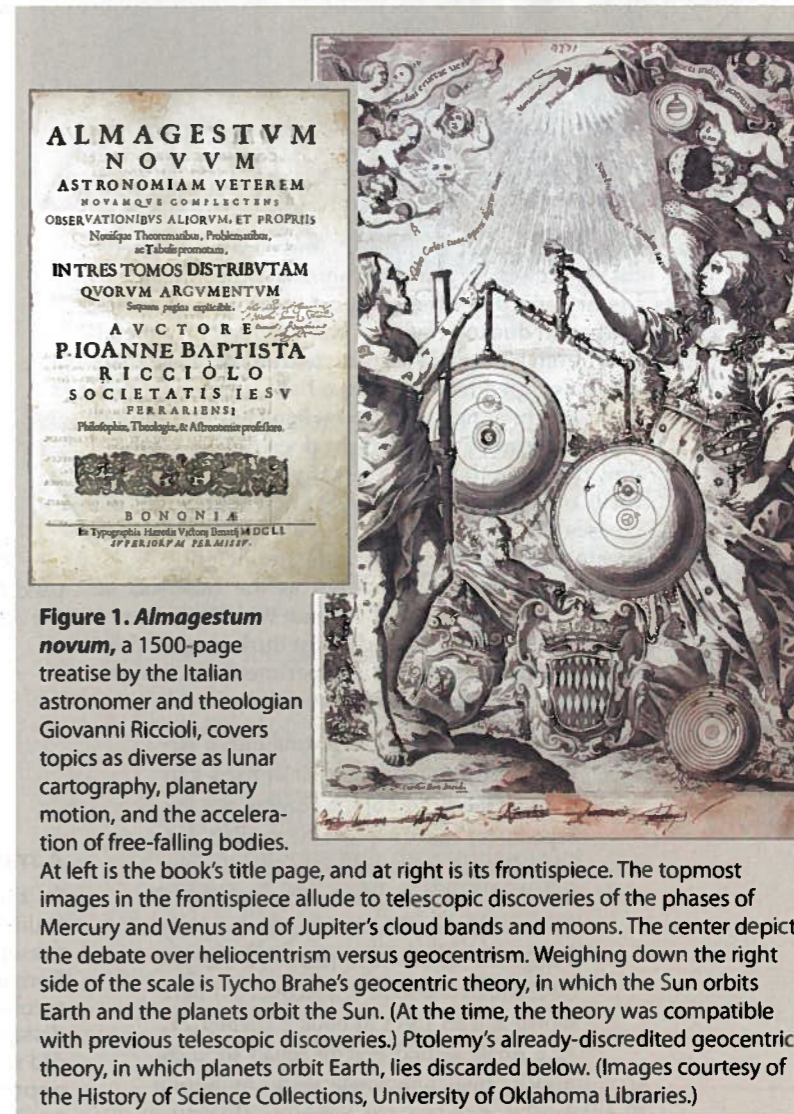 ALMAGESTVM
NOVVM
ASTRONOMIAM VETEREM
NOVAMQVE COMPLECTENS
OBSERVATIONIBVS ALIORVM, ET PROPRIIS
Nouisque Theorematibus, Problematibus,
ac Tabulis promotam,
IN TRES TOMOS DISTRIBVTAM
QVORVM ARGVMENTVM
Sequens pagina explicabit.
AVCTORE
P. IOANNE BAPTISTA
RICCIOLO
SOCIETATIS IESV
FERRARIENSI
Philosophiæ, Theologiæ, & Astronomiæ professore.
BONONIÆ
Ex Typographia Hæredis Victorij Benatij MDCLI.
SVPERIORVM PERMISSV.
Numerus
Mensura
Figure 1. Almagestum
novum, a 1500-page
treatise by the Italian
astronomer and theologian
Giovanni Riccioli, covers
topics as diverse as lunar
cartography, planetary
motion, and the accelera-
tion of free-falling bodies.
At left is the book's title page, and at right is its frontispiece. The topmost
images in the frontispiece allude to telescopic discoveries of the phases of
Mercury and Venus and of Jupiter's cloud bands and moons. The center depict
the debate over heliocentrism versus geocentrism. Weighing down the right
side of the scale is Tycho Brahe's geocentric theory, in which the Sun orbits
Earth and the planets orbit the Sun. (At the time, the theory was compatible
with previous telescopic discoveries.) Ptolemy's already-discredited geocentric
theory, in which planets orbit Earth, lies discarded below. (Images courtesy of
the History of Science Collections, University of Oklahoma Libraries.)